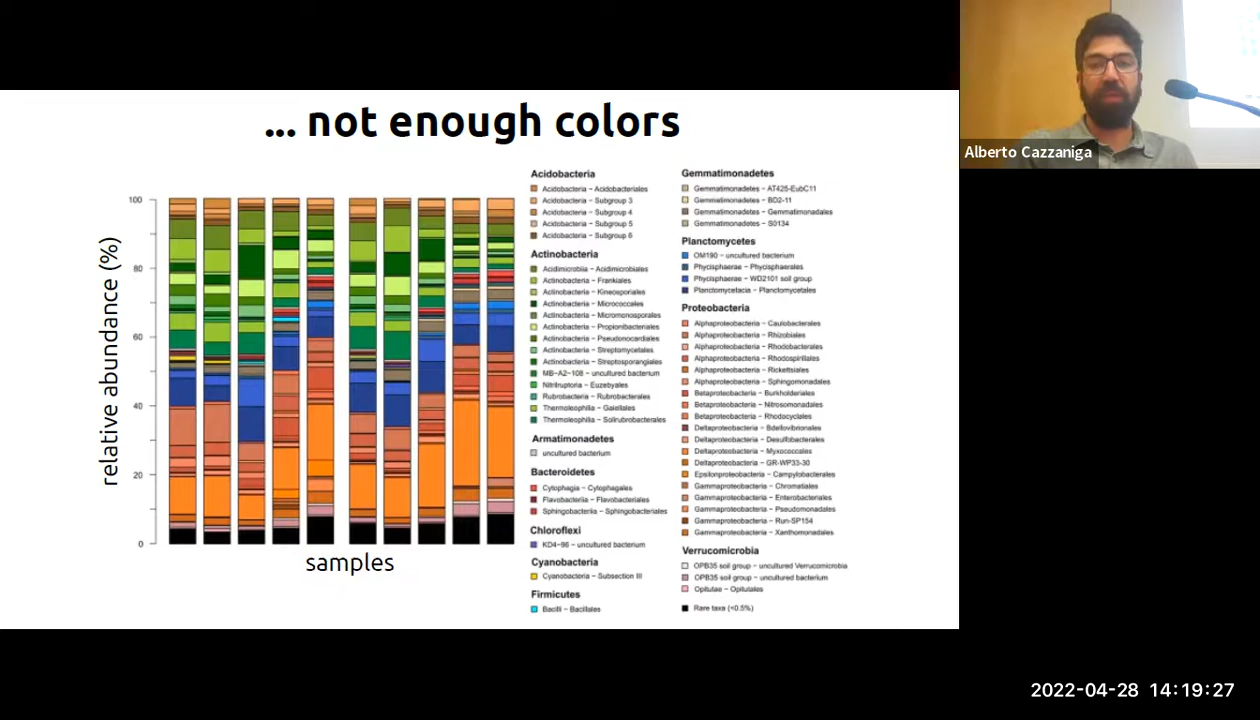 ... not enough colors
Alberto Cazzaniga
relative abundance (%)
100
80
60
40
20
0
samples
Acidobacteria
Acidobacteria – Acidobacteriales
Acidobacteria – Subgroup 3
Acidobacteria – Subgroup 4
Acidobacteria – Subgroup 5
Acidobacteria – Subgroup 6
Actinobacteria
Acidimicrobiia – Acidimicrobiales
Actinobacteria – Frankiales
Actinobacteria – Kineosporiales
Actinobacteria – Micrococcales
Actinobacteria – Micromonosporales
Actinobacteria – Propionibacteriales
Actinobacteria – Pseudonocardiales
Actinobacteria – Streptomycetales
Actinobacteria – Streptosporangiales
MB–A2–108 – uncultured bacterium
Nitriliruptoria – Euzebyales
Rubrobacteria – Rubrobacterales
Thermoleophilia – Gaiellales
Thermoleophilia – Solirubrobacterales
Armatimonadetes
uncultured bacterium
Bacteroidetes
Cytophagia – Cytophagales
Flavobacteriia – Flavobacteriales
Sphingobacteriia – Sphingobacteriales
Chloroflexi
KD4–96 – uncultured bacterium
Cyanobacteria
Cyanobacteria – Subsection III
Firmicutes
Bacilli – Bacillales
Gemmatimonadetes
Gemmatimonadetes – AT425-EubC11
Gemmatimonadetes – BD2-11
Gemmatimonadetes – Gemmatimonadales
Gemmatimonadetes – S0134
Planctomycetes
OM190 – uncultured bacterium
Phycisphaerae – Phycisphaerales
Phycisphaerae – WD2101 soil group
Planctomycetacia – Planctomycetales
Proteobacteria
Alphaproteobacteria – Caulobacterales
Alphaproteobacteria – Rhizobiales
Alphaproteobacteria – Rhodobacterales
Alphaproteobacteria – Rhodospirillales
Alphaproteobacteria – Rickettsiales
Alphaproteobacteria – Sphingomonadales
Betaproteobacteria – Burkholderiales
Betaproteobacteria – Nitrosomonadales
Betaproteobacteria – Rhodocyclales
Deltaproteobacteria – Bdellovibrionales
Deltaproteobacteria – Desulfobacterales
Deltaproteobacteria – Myxococcales
Deltaproteobacteria – GR-WP33-30
Epsilonproteobacteria – Campylobacterales
Gammaproteobacteria – Chromatiales
Gammaproteobacteria – Enterobacteriales
Gammaproteobacteria – Pseudomonadales
Gammaproteobacteria – Run-SP154
Gammaproteobacteria – Xanthomonadales
Verrucomicrobia
OPB35 soil group – uncultured Verrucomicrobia
OPB35 soil group – uncultured bacterium
Opitutae – Opitutales
Rare taxa (<0.5%)
2022-04-28 14:19:27